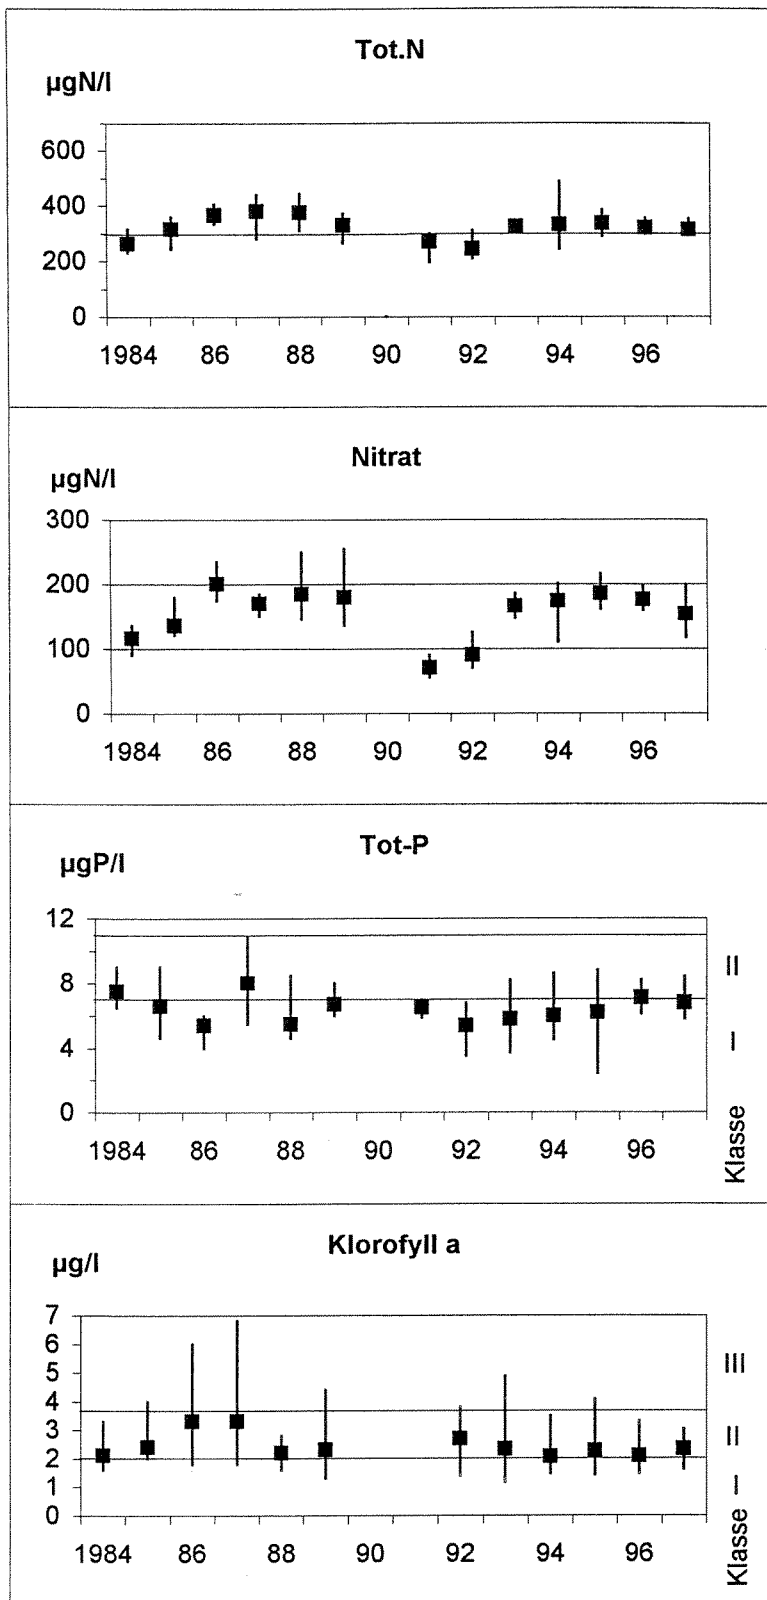 Tot.N
µgN/l
600
400
200
0
1984 86 88 90 92 94 96
Nitrat
µgN/l
300
200
100
0
1984 86 88 90 92 94 96
Tot-P
µgP/l
12
8
4
0
II
I
Klasse
1984 86 88 90 92 94 96
Klorofyll a
µg/l
7
6
5
4
3
2
1
0
III
II
I
Klasse
1984 86 88 90 92 94 96